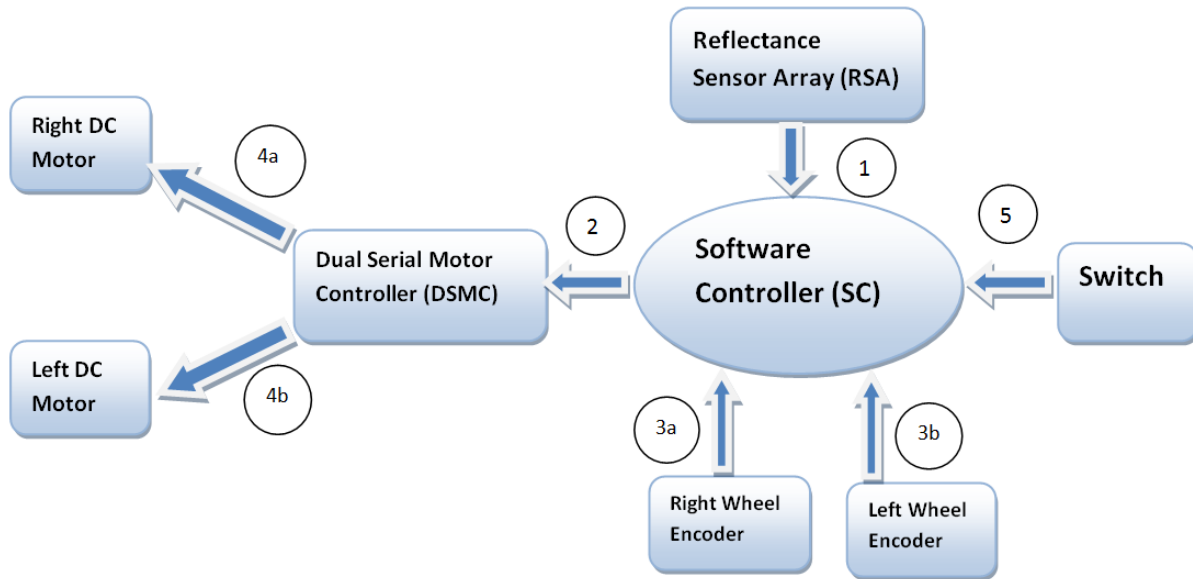 Reflectance
Sensor Array (RSA)
Right DC
Motor
4a
1
2
5
Dual Serial Motor
Controller (DSMC)
Software
Controller (SC)
Switch
Left DC
Motor
4b
3a
3b
Right Wheel
Encoder
Left Wheel
Encoder